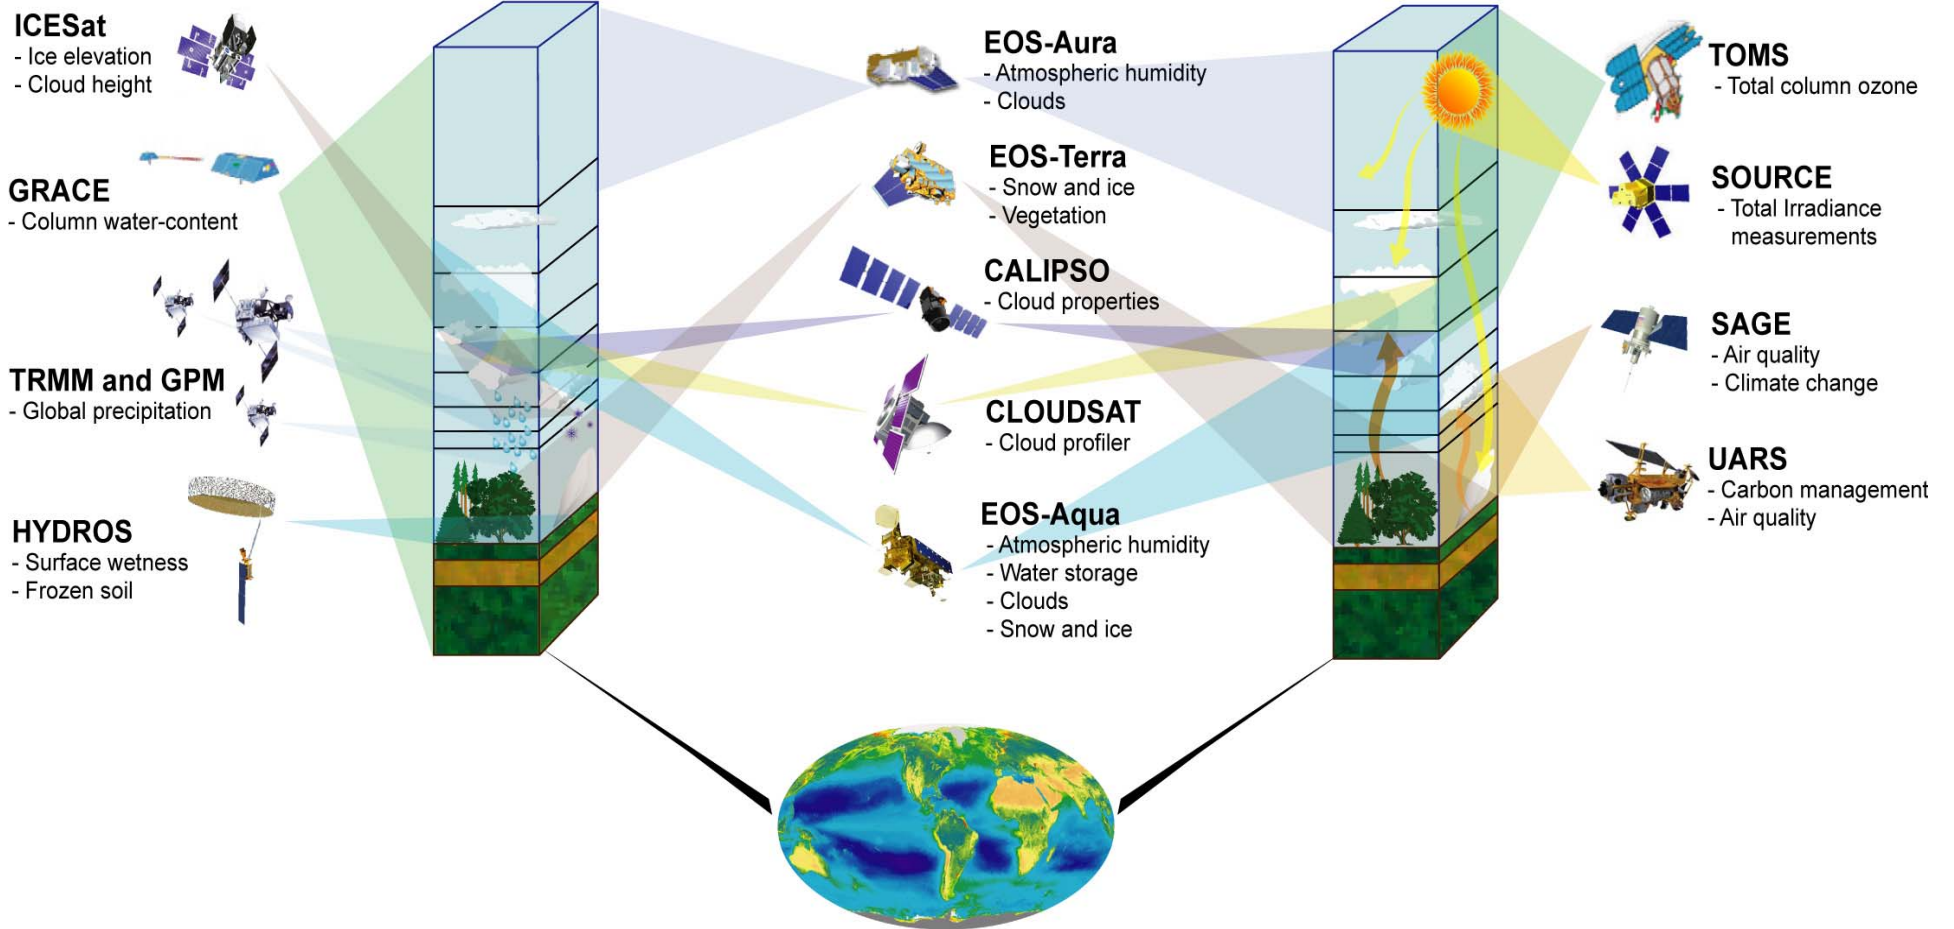 ICESat
- Ice elevation
- Cloud height
GRACE
- Column water-content
TRMM and GPM
- Global precipitation
HYDROS
- Surface wetness
- Frozen soil
EOS-Aura
- Atmospheric humidity
- Clouds
EOS-Terra
- Snow and ice
- Vegetation
CALIPSO
- Cloud properties
CLOUDSAT
- Cloud profiler
EOS-Aqua
- Atmospheric humidity
- Water storage
- Clouds
- Snow and ice
TOMS
- Total column ozone
SOURCE
- Total Irradiance
measurements
SAGE
- Air quality
- Climate change
UARS
- Carbon management
- Air quality